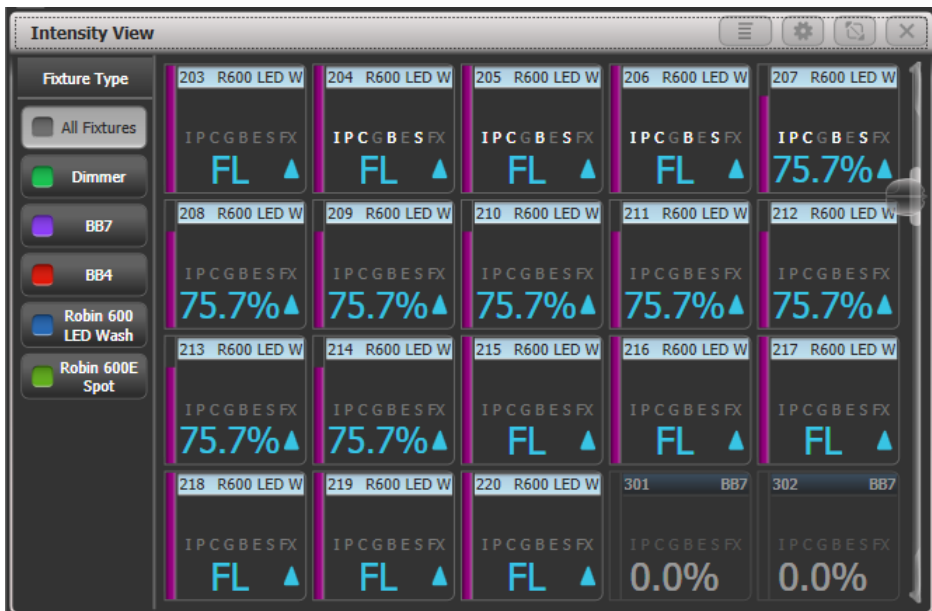 Intensity View
Fixture Type
All Fixtures
Dimmer
BB7
BB4
Robin 600
LED Wash
Robin 600E
Spot
203 R600 LED W
IPCGBESFX
FL
204 R600 LED W
IPCGBESFX
FL
205 R600 LED W
IPCGBESFX
FL
206 R600 LED W
IPCGBESFX
FL
207 R600 LED W
IPCGBESFX
75.7%
208 R600 LED W
IPCGBESFX
75.7%
209 R600 LED W
IPCGBESFX
75.7%
210 R600 LED W
IPCGBESFX
75.7%
211 R600 LED W
IPCGBESFX
75.7%
212 R600 LED W
IPCGBESFX
75.7%
213 R600 LED W
IPCGBESFX
75.7%
214 R600 LED W
IPCGBESFX
75.7%
215 R600 LED W
IPCGBESFX
FL
216 R600 LED W
IPCGBESFX
FL
217 R600 LED W
IPCGBESFX
FL
218 R600 LED W
IPCGBESFX
FL
219 R600 LED W
IPCGBESFX
FL
220 R600 LED W
IPCGBESFX
FL
301 BB7
IPCGBESFX
0.0%
302 BB7
IPCGBESFX
0.0%